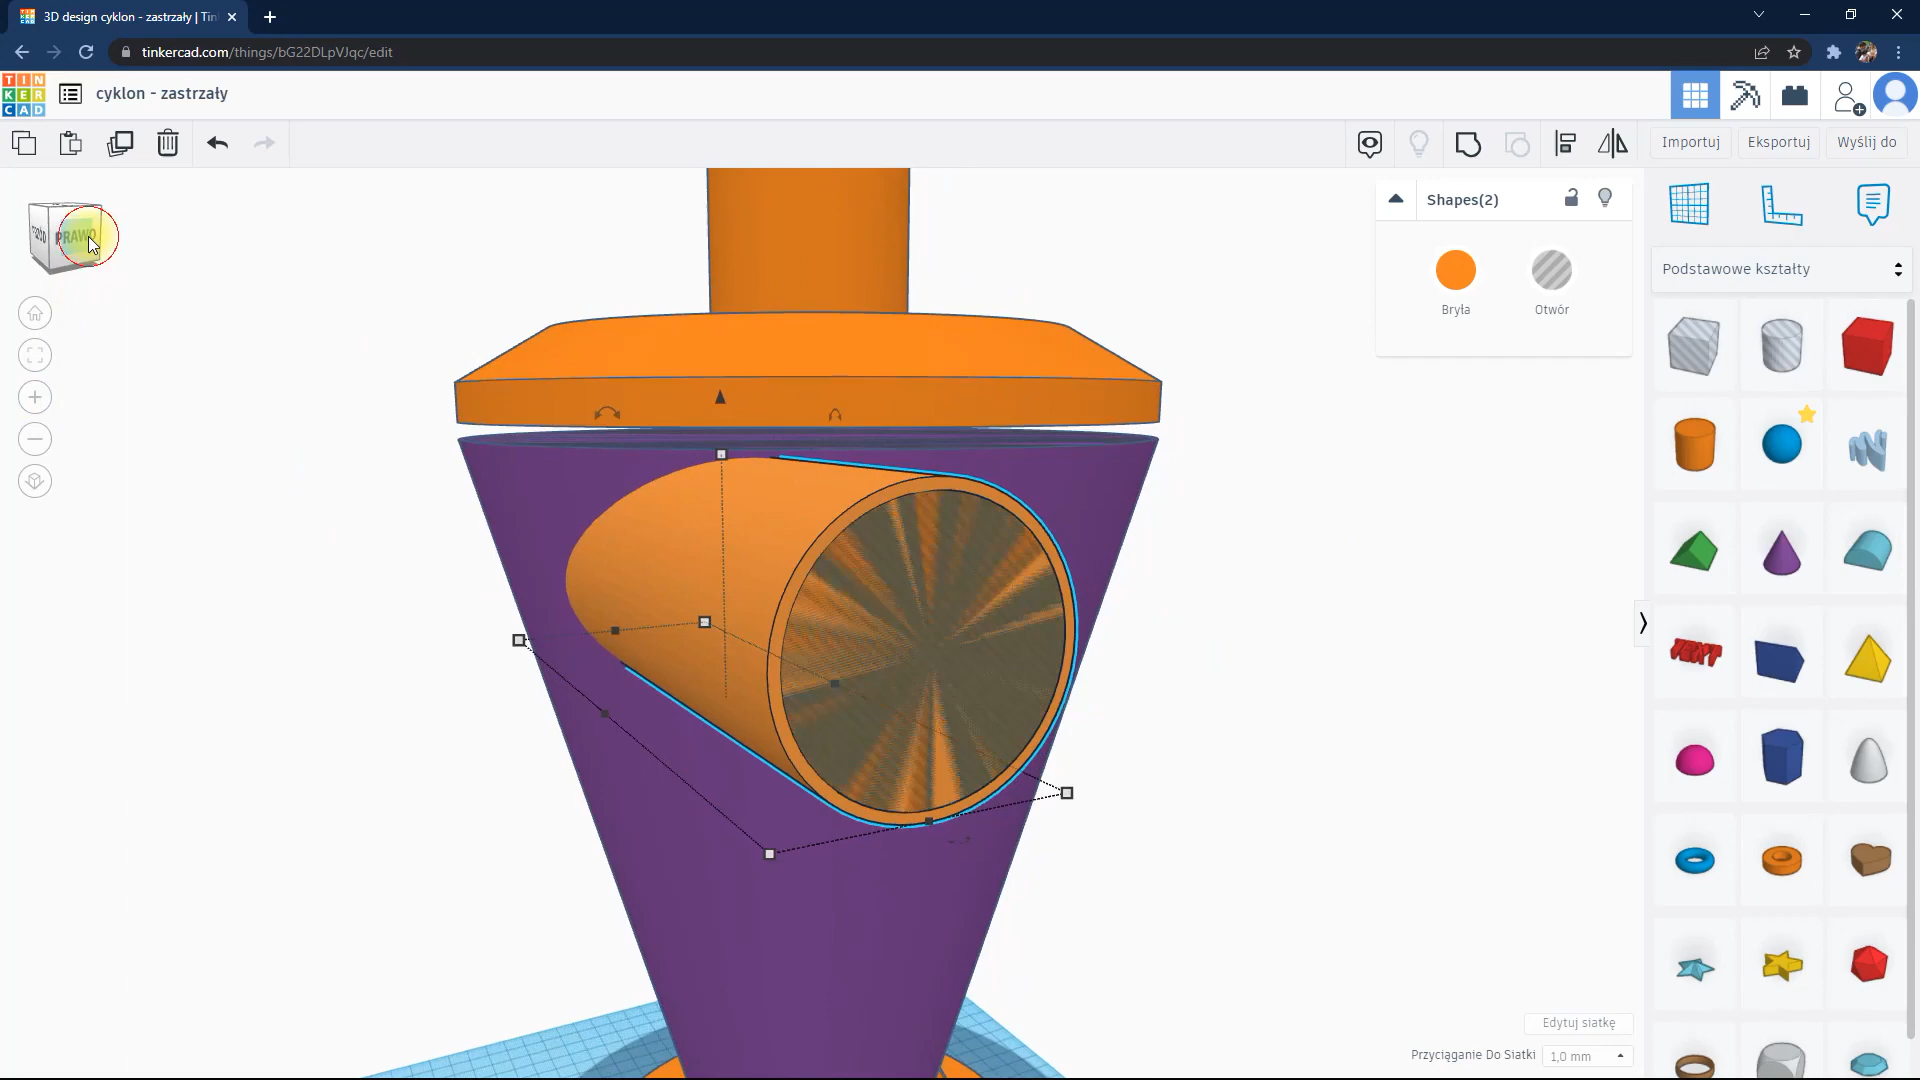 3D design cyklon - zastrzały | Tin
tinkercad.com/things/bG22DLpVJqc/edit
TIN
KER
CAD
cyklon - zastrzały
Importuj
Eksportuj
Wyślij do
PRAWO
Shapes(2)
Bryła
Otwór
Podstawowe kształty
TEXT
Edytuj siatkę
Przyciąganie Do Siatki
1,0 mm